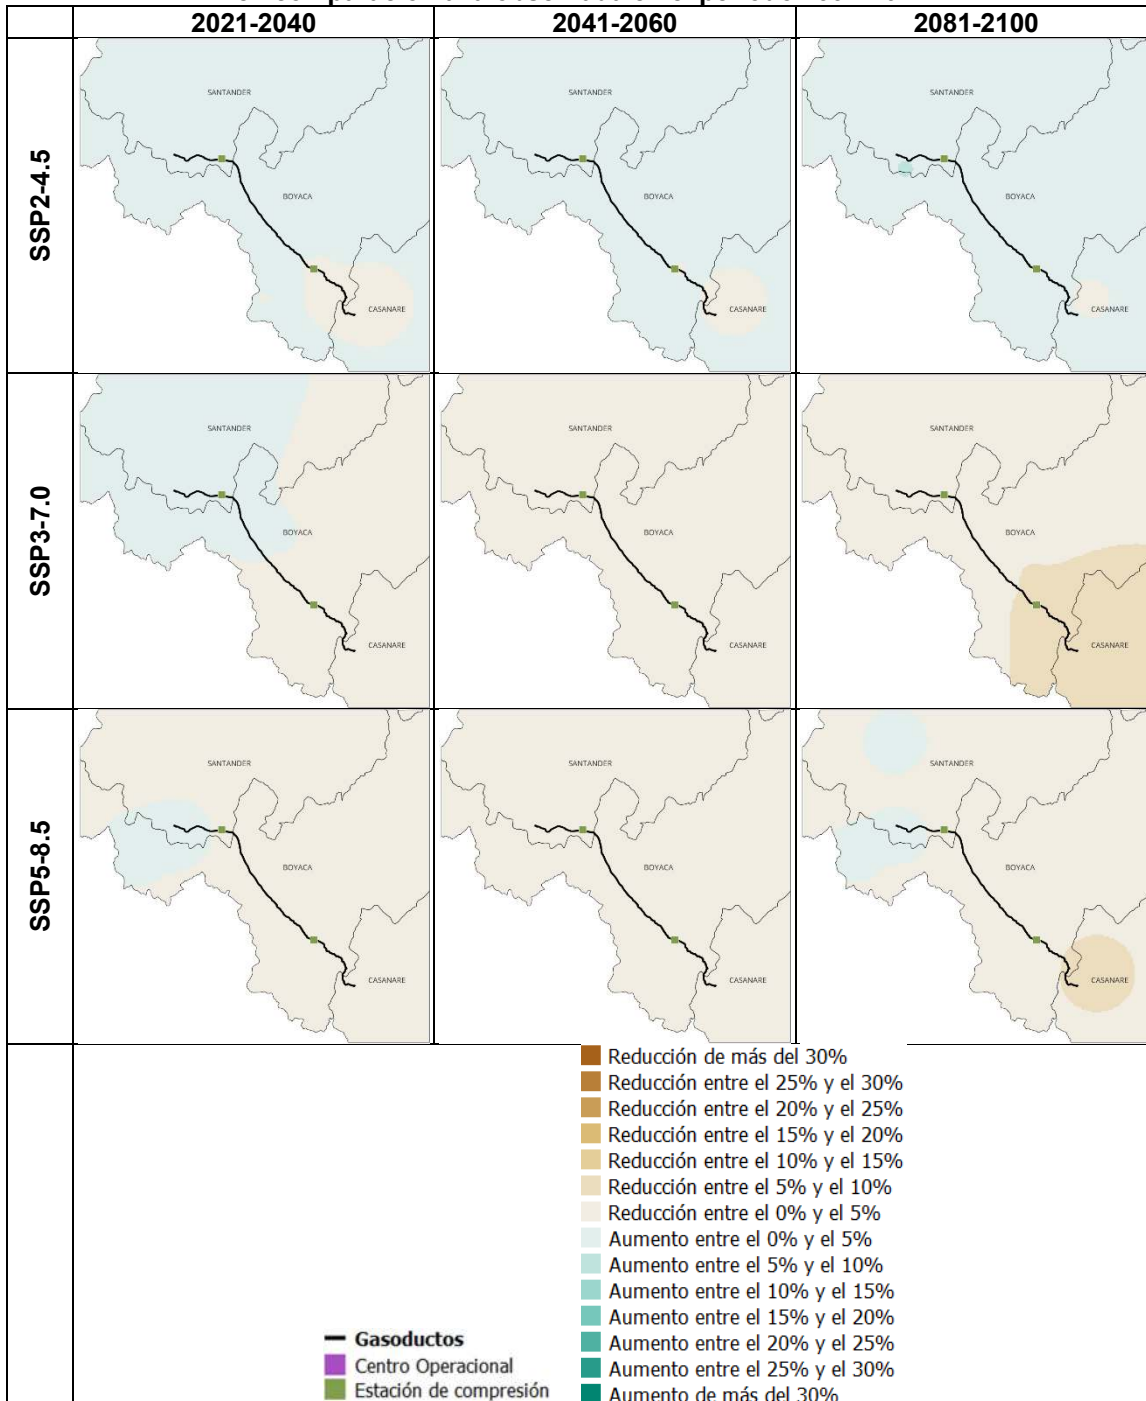 2021-2040 2041-2060 2081-2100
SSP2-4.5
SANTANDER
BOYACA
CASANARE
SANTANDER
BOYACA
CASANARE
SANTANDER
BOYACA
CASANARE
SSP3-7.0
SANTANDER
BOYACA
CASANARE
SANTANDER
BOYACA
CASANARE
SANTANDER
BOYACA
CASANARE
SSP5-8.5
SANTANDER
BOYACA
CASANARE
SANTANDER
BOYACA
CASANARE
SANTANDER
BOYACA
CASANARE
Gasoductos
Centro Operacional
Estación de compresión
Reducción de más del 30%
Reducción entre el 25% y el 30%
Reducción entre el 20% y el 25%
Reducción entre el 15% y el 20%
Reducción entre el 10% y el 15%
Reducción entre el 5% y el 10%
Reducción entre el 0% y el 5%
Aumento entre el 0% y el 5%
Aumento entre el 5% y el 10%
Aumento entre el 10% y el 15%
Aumento entre el 15% y el 20%
Aumento entre el 20% y el 25%
Aumento entre el 25% y el 30%
Aumento de más del 30%